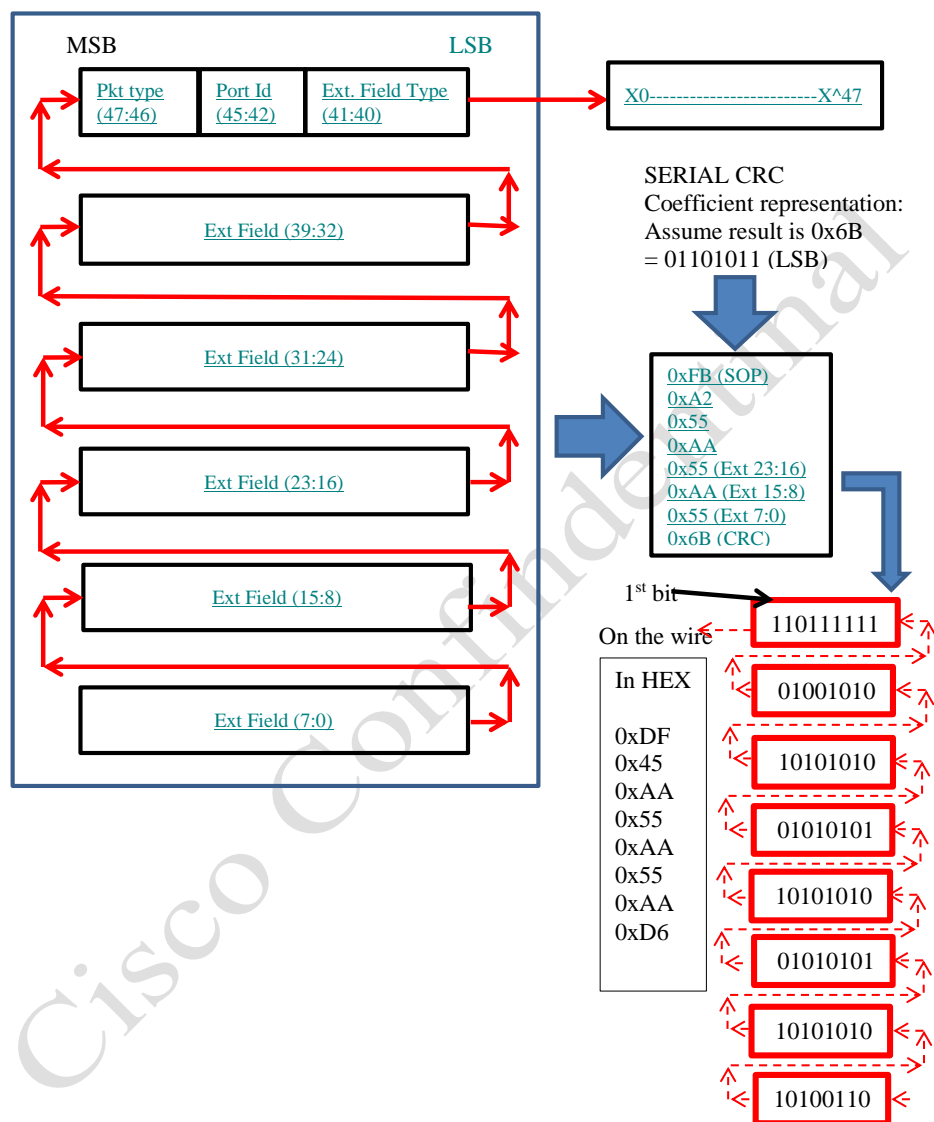 MSB
LSB
Pkt type
(47:46)
Port Id
(45:42)
Ext. Field Type
(41:40)
X0-------------------------X^47
Ext Field (39:32)
Ext Field (31:24)
Ext Field (23:16)
Ext Field (15:8)
Ext Field (7:0)
SERIAL CRC
Coefficient representation:
Assume result is 0x6B
= 01101011 (LSB)
0xFB (SOP)
0xA2
0x55
0xAA
0x55 (Ext 23:16)
0xAA (Ext 15:8)
0x55 (Ext 7:0)
0x6B (CRC)
1st bit
On the wire
In HEX
0xDF
0x45
0xAA
0x55
0xAA
0x55
0xAA
0xD6
110111111
01001010
10101010
01010101
10101010
01010101
10101010
10100110
Cisco Confindentinal